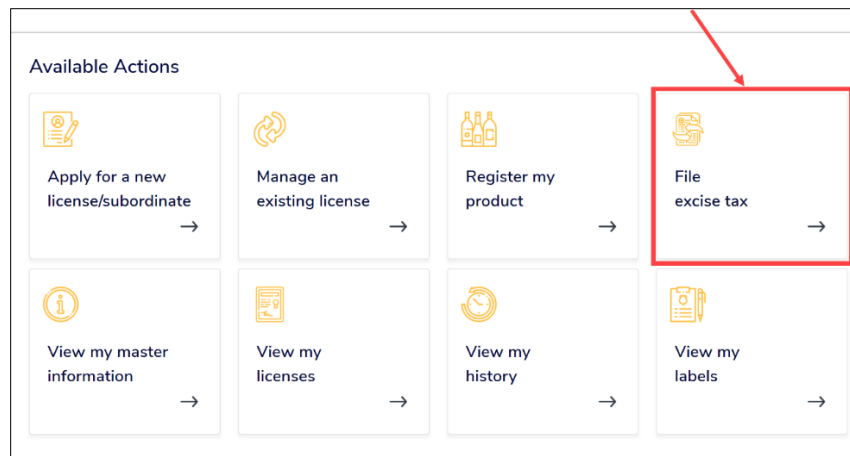 Available Actions
Apply for a new
license/subordinate
Manage an
existing license
Register my
product
File
excise tax
View my master
information
View my
licenses
View my
history
View my
labels